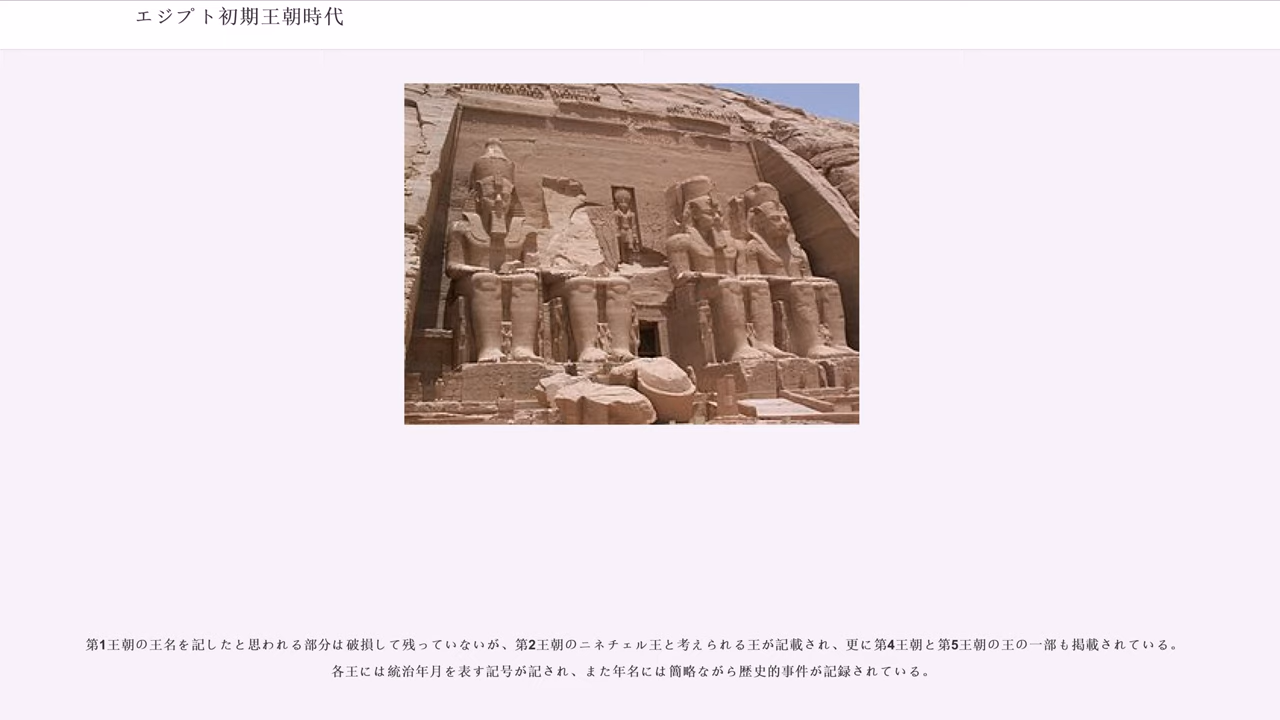 エジプト初期王朝時代
第1王朝の王名を記したと思われる部分は破損して残っていないが、第2王朝のニネチェル王と考えられる王が記載され、更に第4王朝と第5王朝の王の一部も掲載されている。
各王には統治年月を表す記号が記され、また年名には簡略ながら歴史的事件が記録されている。